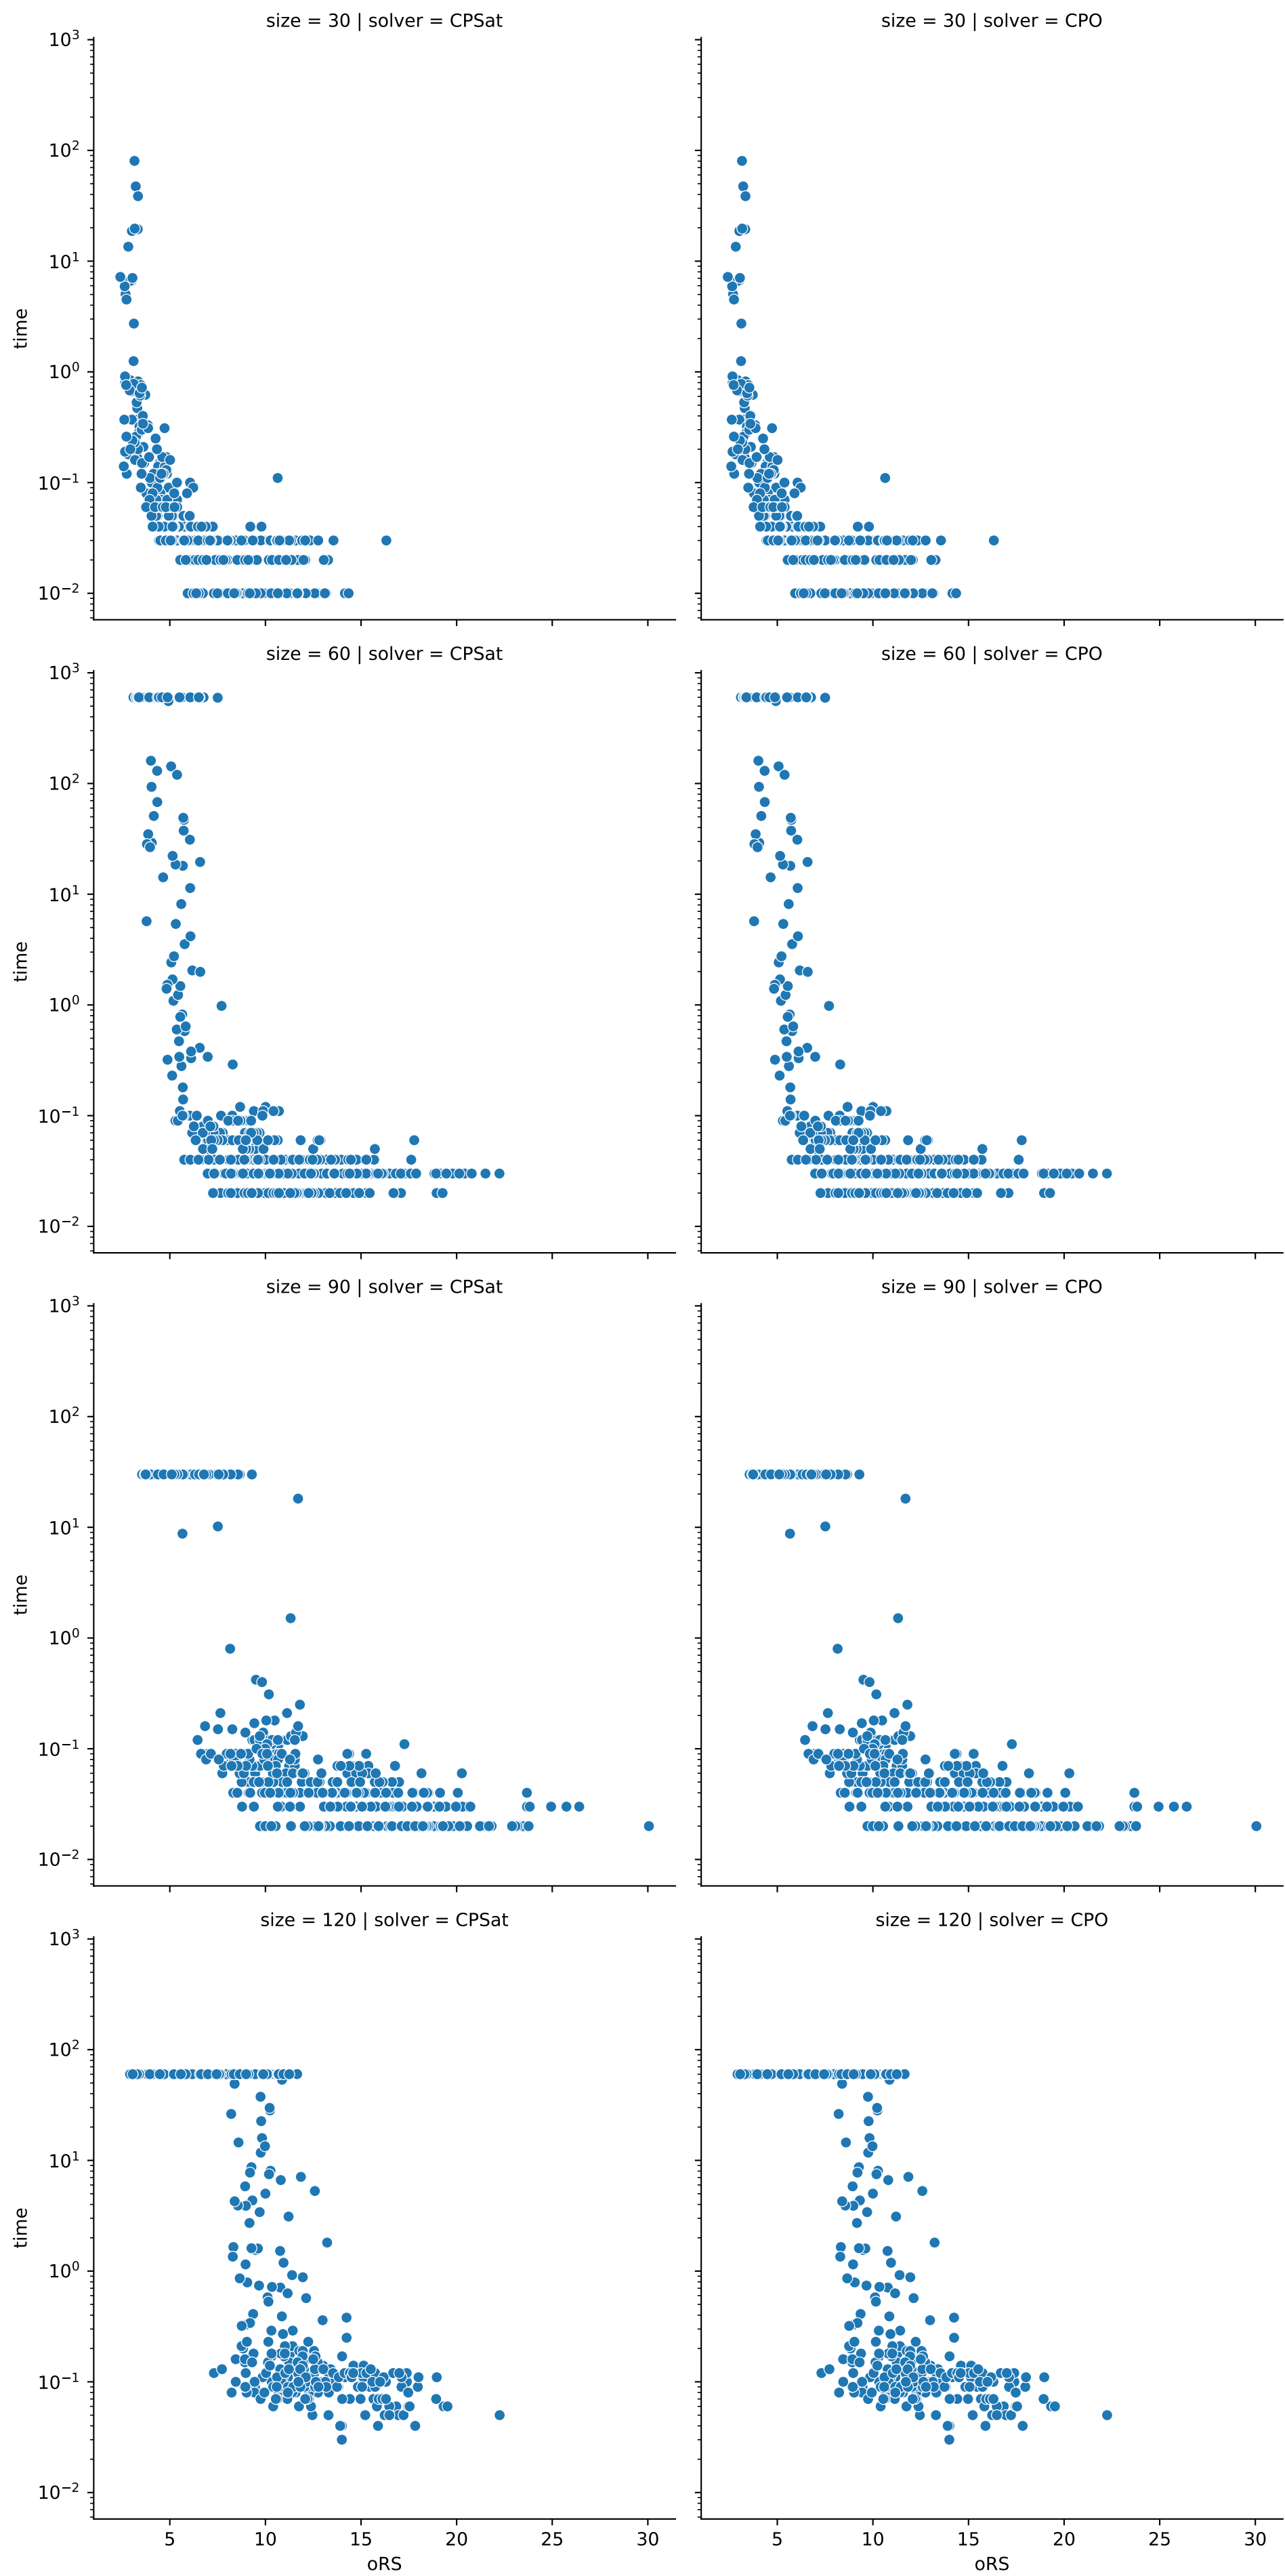 size = 30 | solver = CPSat
size = 30 | solver = CPO
10³
10²
10¹
10⁰
10⁻¹
10⁻²
time
size = 60 | solver = CPSat
size = 60 | solver = CPO
10³
10²
10¹
10⁰
10⁻¹
10⁻²
time
size = 90 | solver = CPSat
size = 90 | solver = CPO
10³
10²
10¹
10⁰
10⁻¹
10⁻²
time
size = 120 | solver = CPSat
size = 120 | solver = CPO
10³
10²
10¹
10⁰
10⁻¹
10⁻²
time
5 10 15 20 25 30
5 10 15 20 25 30
oRS
oRS